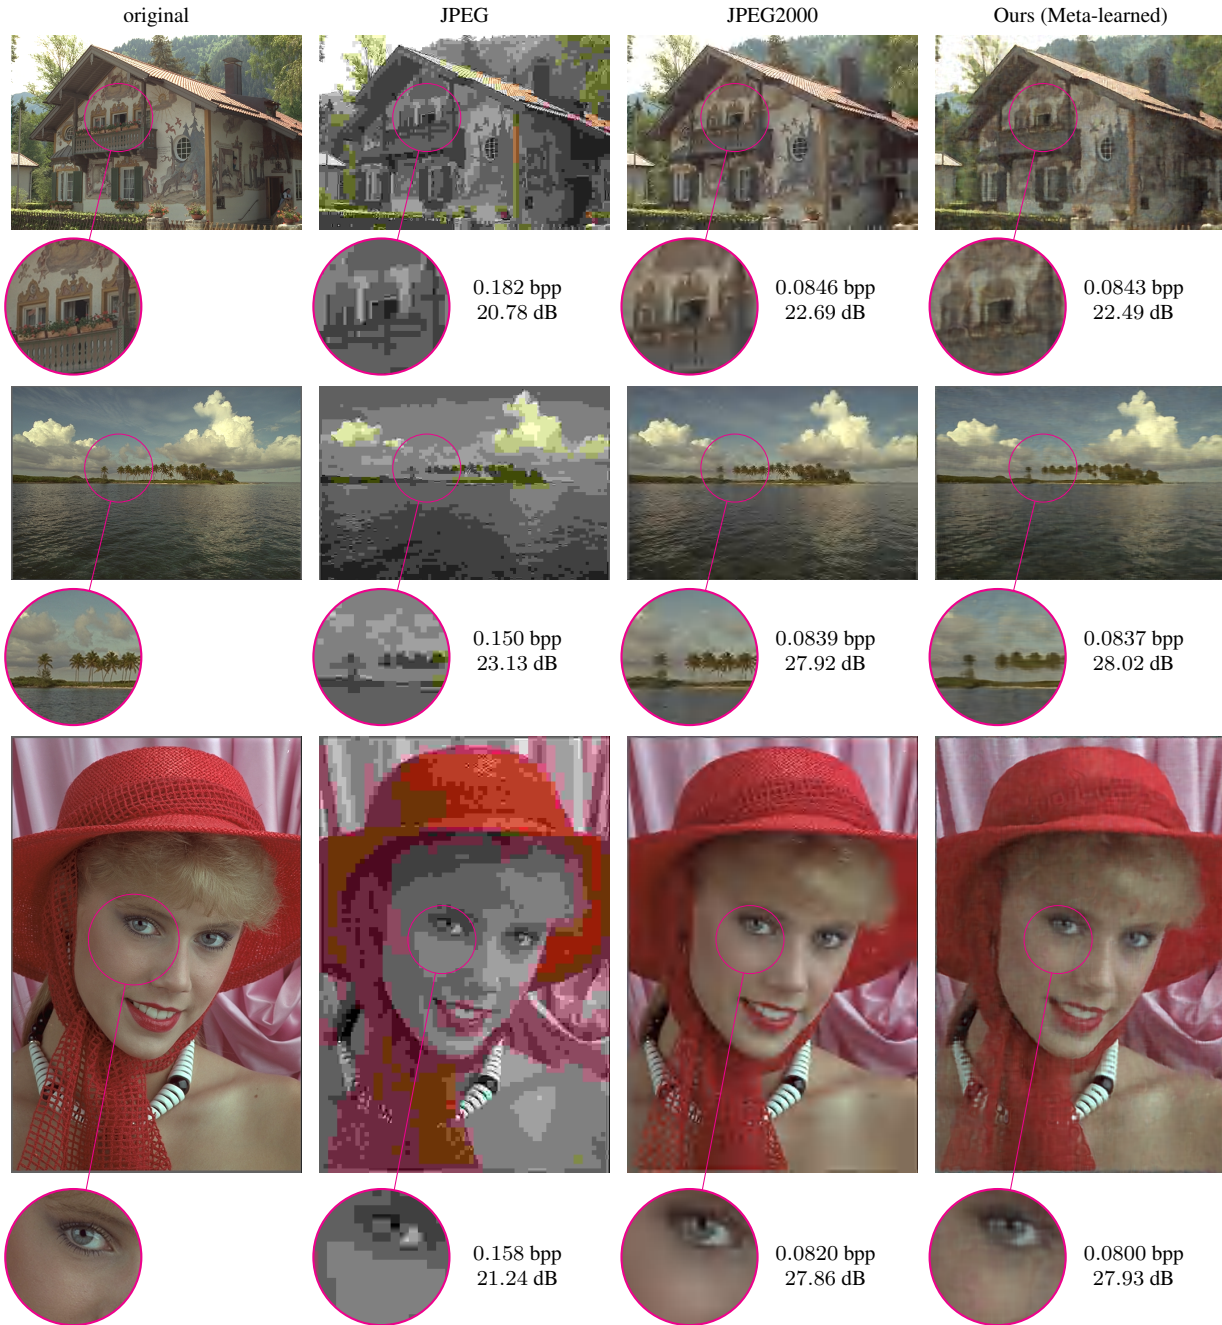 original
JPEG
JPEG2000
Ours (Meta-learned)
0.182 bpp
20.78 dB
0.0846 bpp
22.69 dB
0.0843 bpp
22.49 dB
0.150 bpp
23.13 dB
0.0839 bpp
27.92 dB
0.0837 bpp
28.02 dB
0.158 bpp
21.24 dB
0.0820 bpp
27.86 dB
0.0800 bpp
27.93 dB